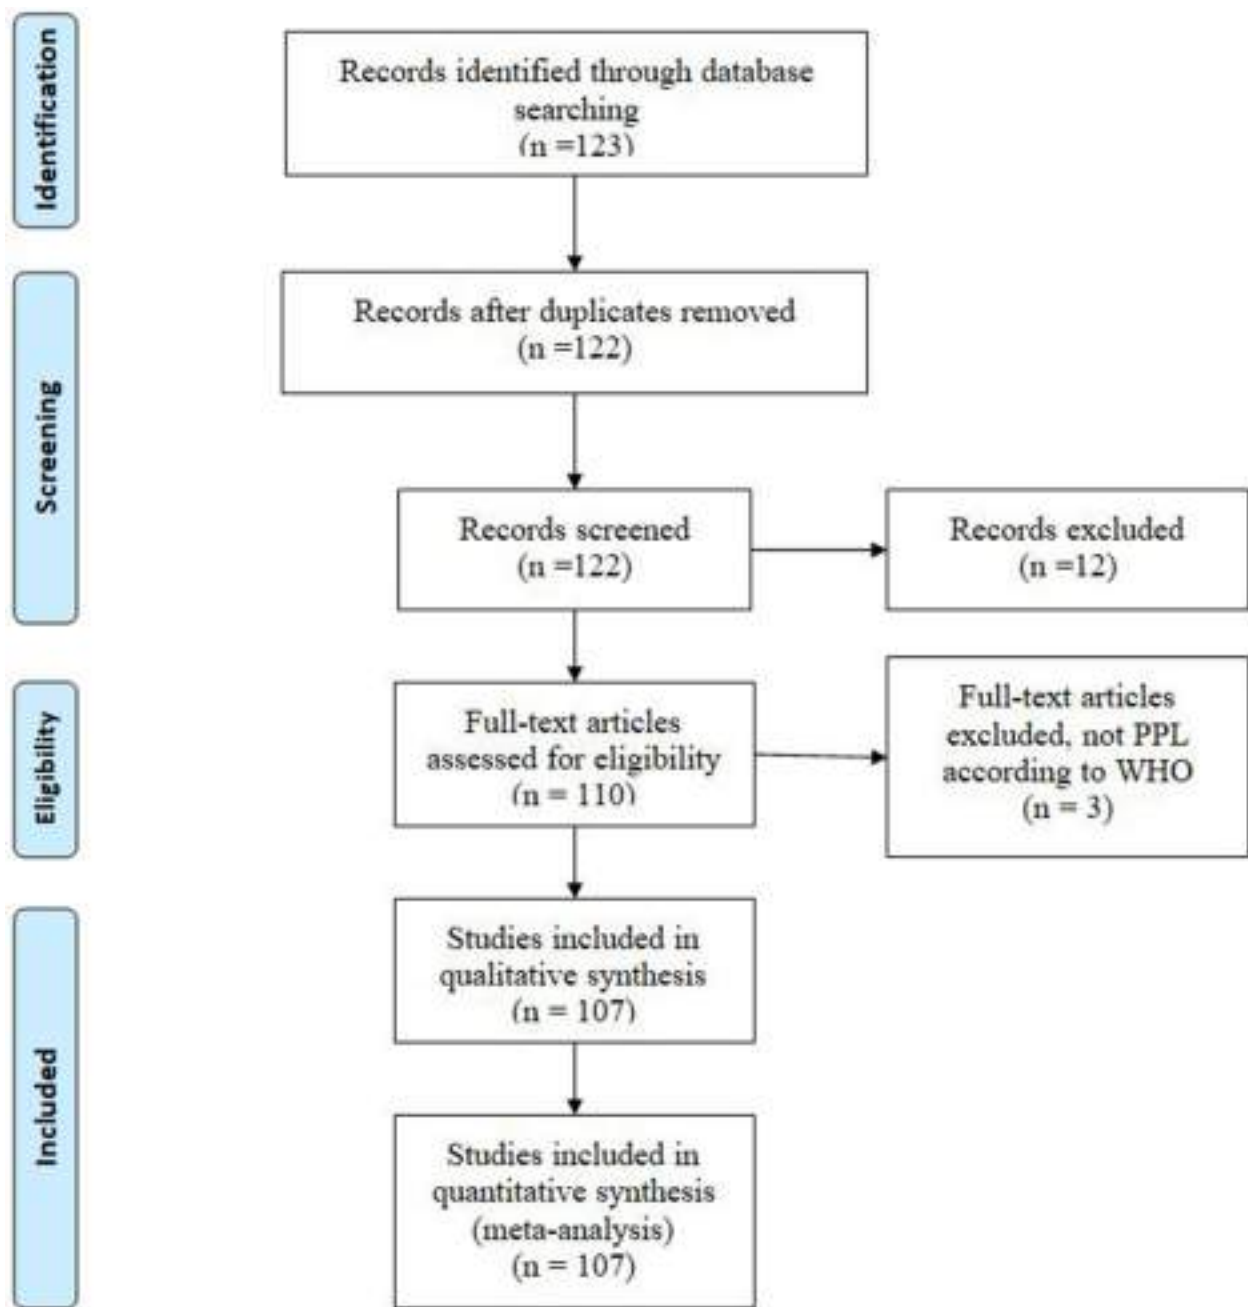 Identification
Records identified through database
searching
(n =123)
Screening
Records after duplicates removed
(n =122)
Records screened
(n =122)
Records excluded
(n =12)
Eligibility
Full-text articles
assessed for eligibility
(n = 110)
Full-text articles
excluded, not PPL
according to WHO
(n = 3)
Included
Studies included in
qualitative synthesis
(n = 107)
Studies included in
quantitative synthesis
(meta-analysis)
(n = 107)